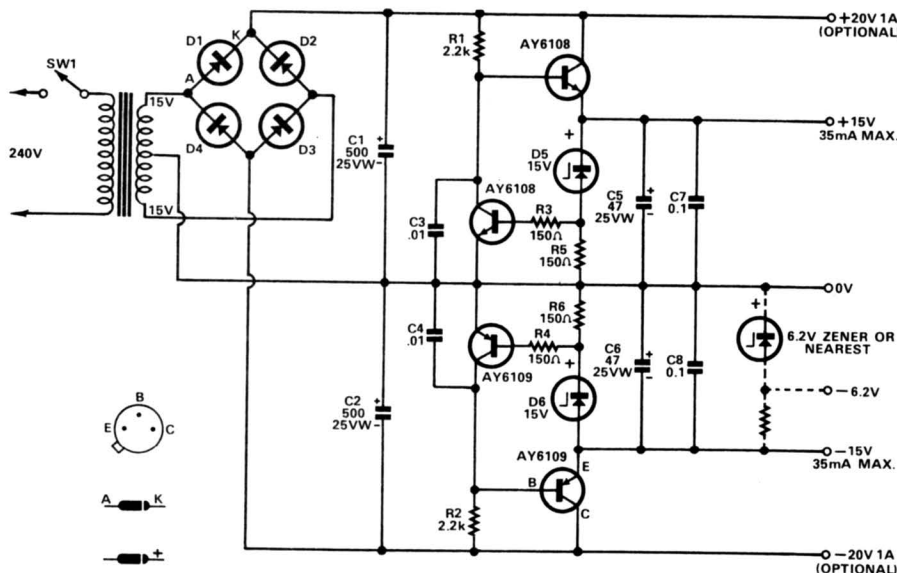 +20V 1A
(OPTIONAL)
D1
K
D2
R1
2.2k
AY6108
SW1
A
15V
+15V
35mA MAX.
D4
D3
C1
500
25VW
+
−
240V
+
D5
15V
AY6108
C5
47
25VW
+
−
C7
0.1
15V
C3
.01
R3
150Ω
R5
150Ω
0V
R6
150Ω
+
6.2V ZENER OR
NEAREST
C4
.01
R4
150Ω
AY6109
+
C6
47
25VW
+
−
C8
0.1
−6.2V
C2
500
25VW
+
−
D6
15V
B
E
C
AY6109
E
B
C
−15V
35mA MAX.
A
K
R2
2.2k
+
−20V 1A
(OPTIONAL)